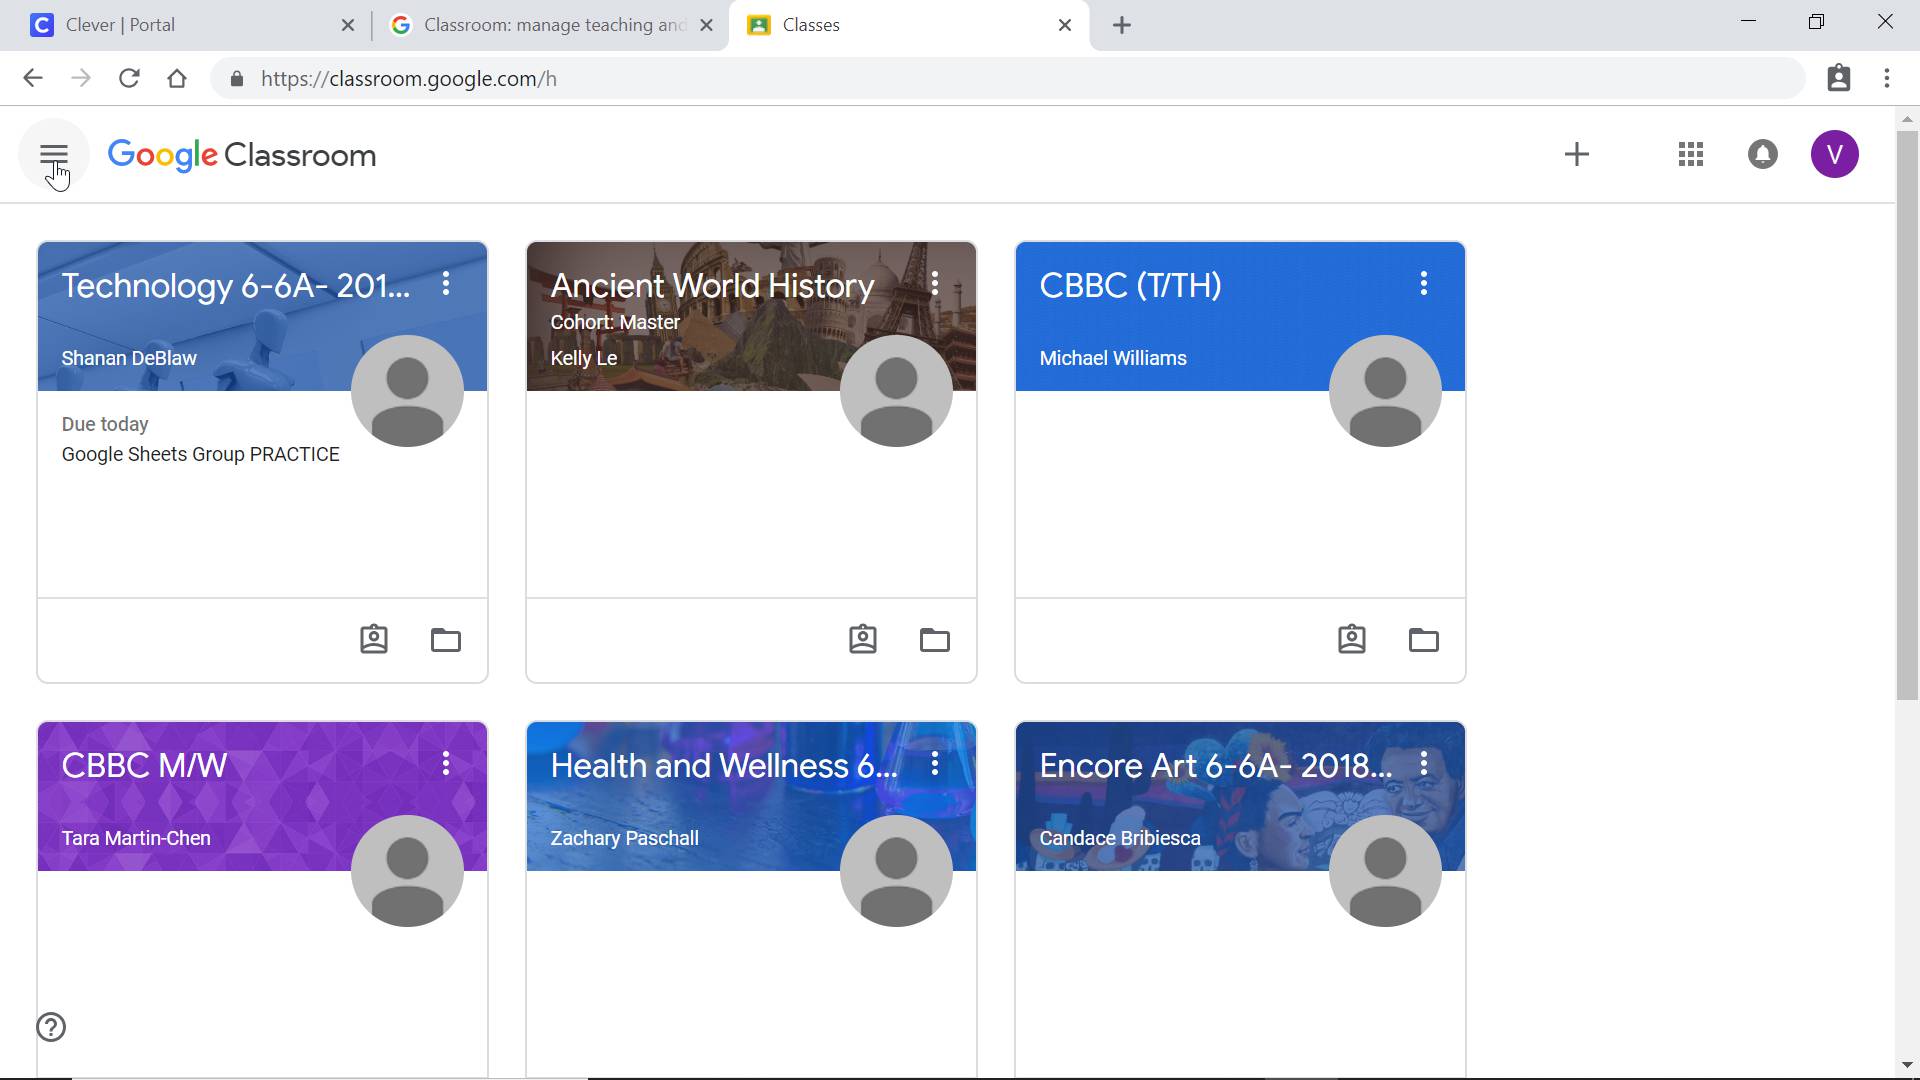 Clever | Portal
Classroom: manage teaching and
Classes
https://classroom.google.com/h
Google Classroom
V
Technology 6-6A- 201...
Shanan DeBlaw
Due today
Google Sheets Group PRACTICE
Ancient World History
Cohort: Master
Kelly Le
CBBC (T/TH)
Michael Williams
CBBC M/W
Tara Martin-Chen
Health and Wellness 6...
Zachary Paschall
Encore Art 6-6A- 2018...
Candace Bribiesca